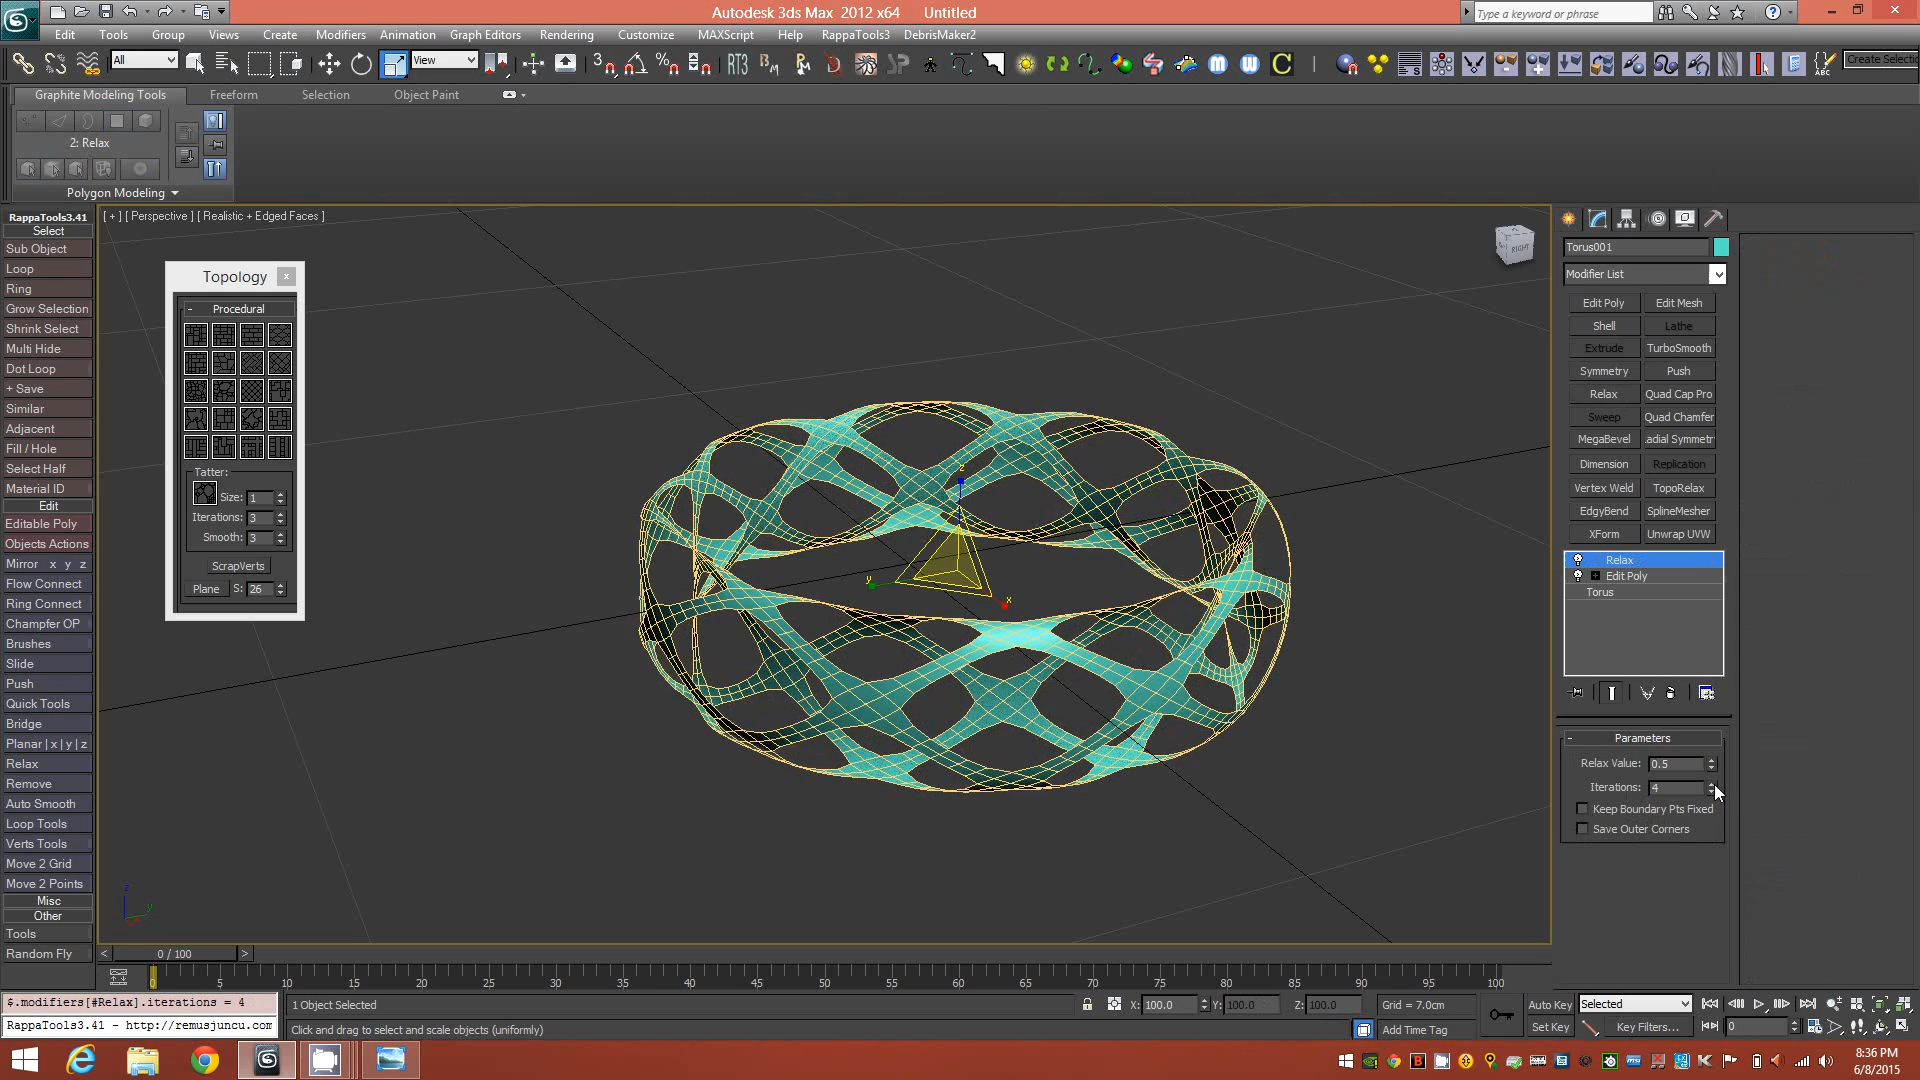 Autodesk 3ds Max 2012 x64 Untitled
Type a keyword or phrase
Edit Tools Group Views Create Modifiers Animation Graph Editors Rendering Customize MAXScript Help RappaTools3 DebrisMaker2
All
View
RT3
Create Selectio
Graphite Modeling Tools Freeform Selection Object Paint
2: Relax
Polygon Modeling
RappaTools3.41
Select
Sub Object
Loop
Ring
Grow Selection
Shrink Select
Multi Hide
Dot Loop
+ Save
Similar
Adjacent
Fill / Hole
Select Half
Material ID
Edit
Editable Poly
Objects Actions
Mirror x y z
Flow Connect
Ring Connect
Champfer OP
Brushes
Slide
Push
Quick Tools
Bridge
Planar | x | y | z
Relax
Remove
Auto Smooth
Loop Tools
Verts Tools
Move 2 Grid
Move 2 Points
Misc
Other
Tools
Random Fly
[ + ] [ Perspective ] [ Realistic + Edged Faces ]
Topology x
- Procedural
Tatter:
Size: 1
Iterations: 3
Smooth: 3
ScrapVerts
Plane S: 26
RIGHT
z
y
x
z
y
Torus001
Modifier List
Edit Poly Edit Mesh
Shell Lathe
Extrude TurboSmooth
Symmetry Push
Relax Quad Cap Pro
Sweep Quad Chamfer
MegaBevel adial Symmetr
Dimension Replication
Vertex Weld TopoRelax
EdgyBend SplineMesher
XForm Unwrap UVW
Relax
Edit Poly
Torus
- Parameters
Relax Value: 0.5
Iterations: 4
Keep Boundary Pts Fixed
Save Outer Corners
< 0 / 100 >
0 5 10 15 20 25 30 35 40 45 50 55 60 65 70 75 80 85 90 95 100
$.modifiers[#Relax].iterations = 4
RappaTools3.41 - http://remusjuncu.com
1 Object Selected
X: 100.0 Y: 100.0 Z: 100.0 Grid = 7.0cm
Click and drag to select and scale objects (uniformly)
Add Time Tag
Auto Key Selected
Set Key Key Filters... 0
8:36 PM
6/8/2015